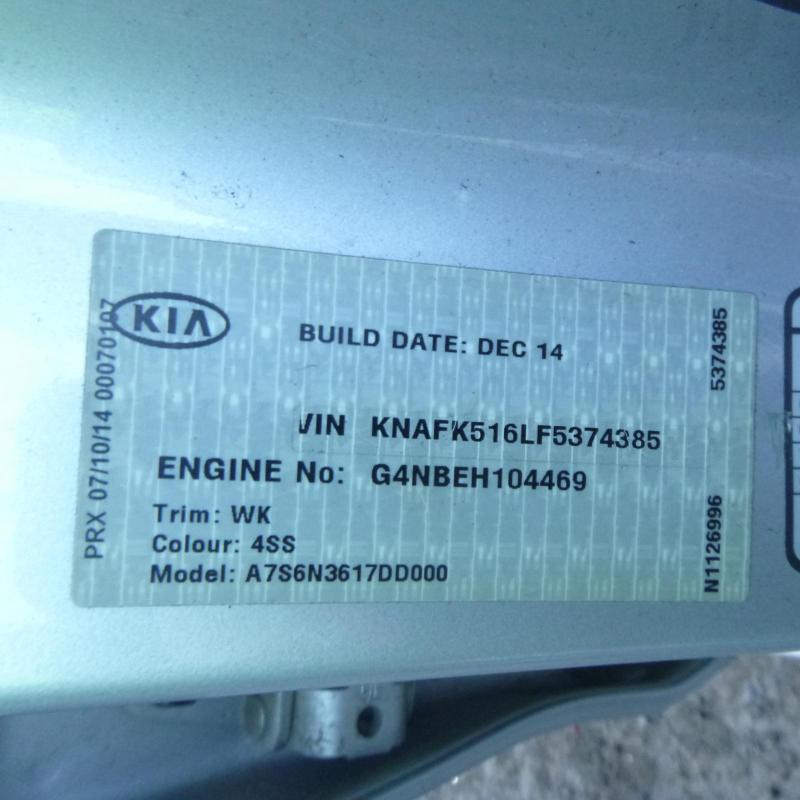 KIA
BUILD DATE: DEC 14
VIN KNAFK516LF5374385
ENGINE No: G4NBEH104469
Trim: WK
Colour: 4SS
Model: A7S6N3617DD000
PRX 07/10/14 00070107
5374385
N1126996